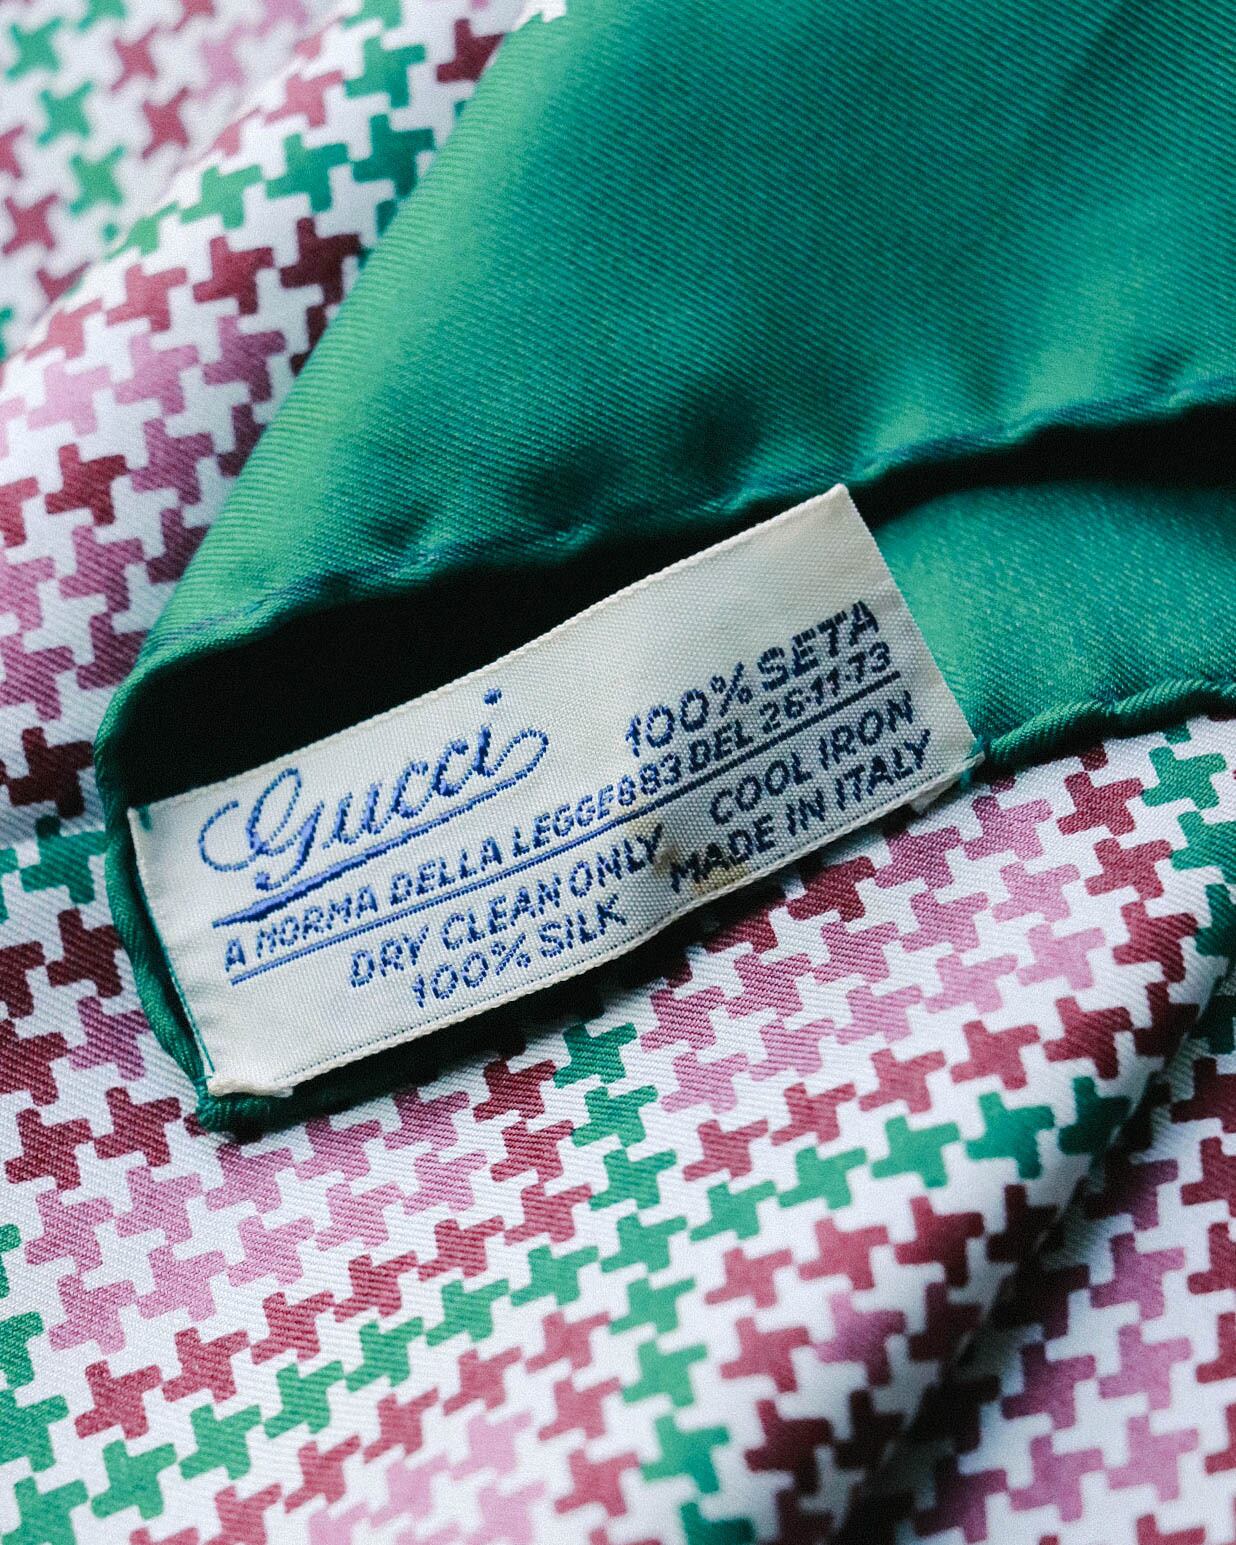 Gucci
100% SETA
A NORMA DELLA LEGGE 883 DEL 26·11·73
DRY CLEAN ONLY COOL IRON
100% SILK MADE IN ITALY